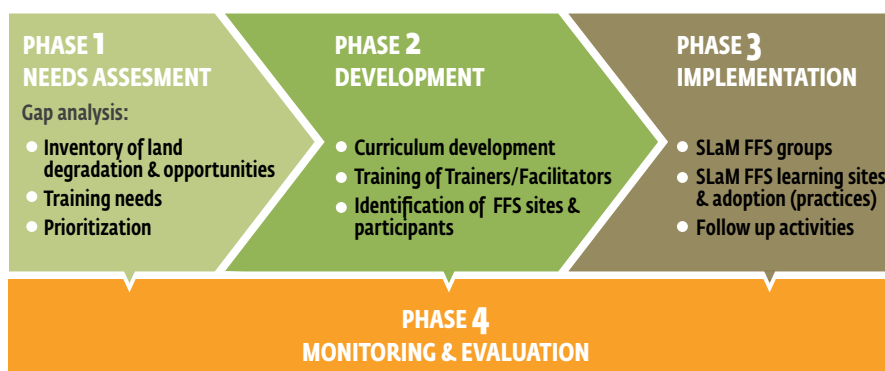 PHASE 1
NEEDS ASSESMENT
Gap analysis:
Inventory of land
degradation & opportunities
Training needs
Prioritization
PHASE 2
DEVELOPMENT
Curriculum development
Training of Trainers/Facilitators
Identification of FFS sites &
participants
PHASE 3
IMPLEMENTATION
SLaM FFS groups
SLaM FFS learning sites
& adoption (practices)
Follow up activities
PHASE 4
MONITORING & EVALUATION